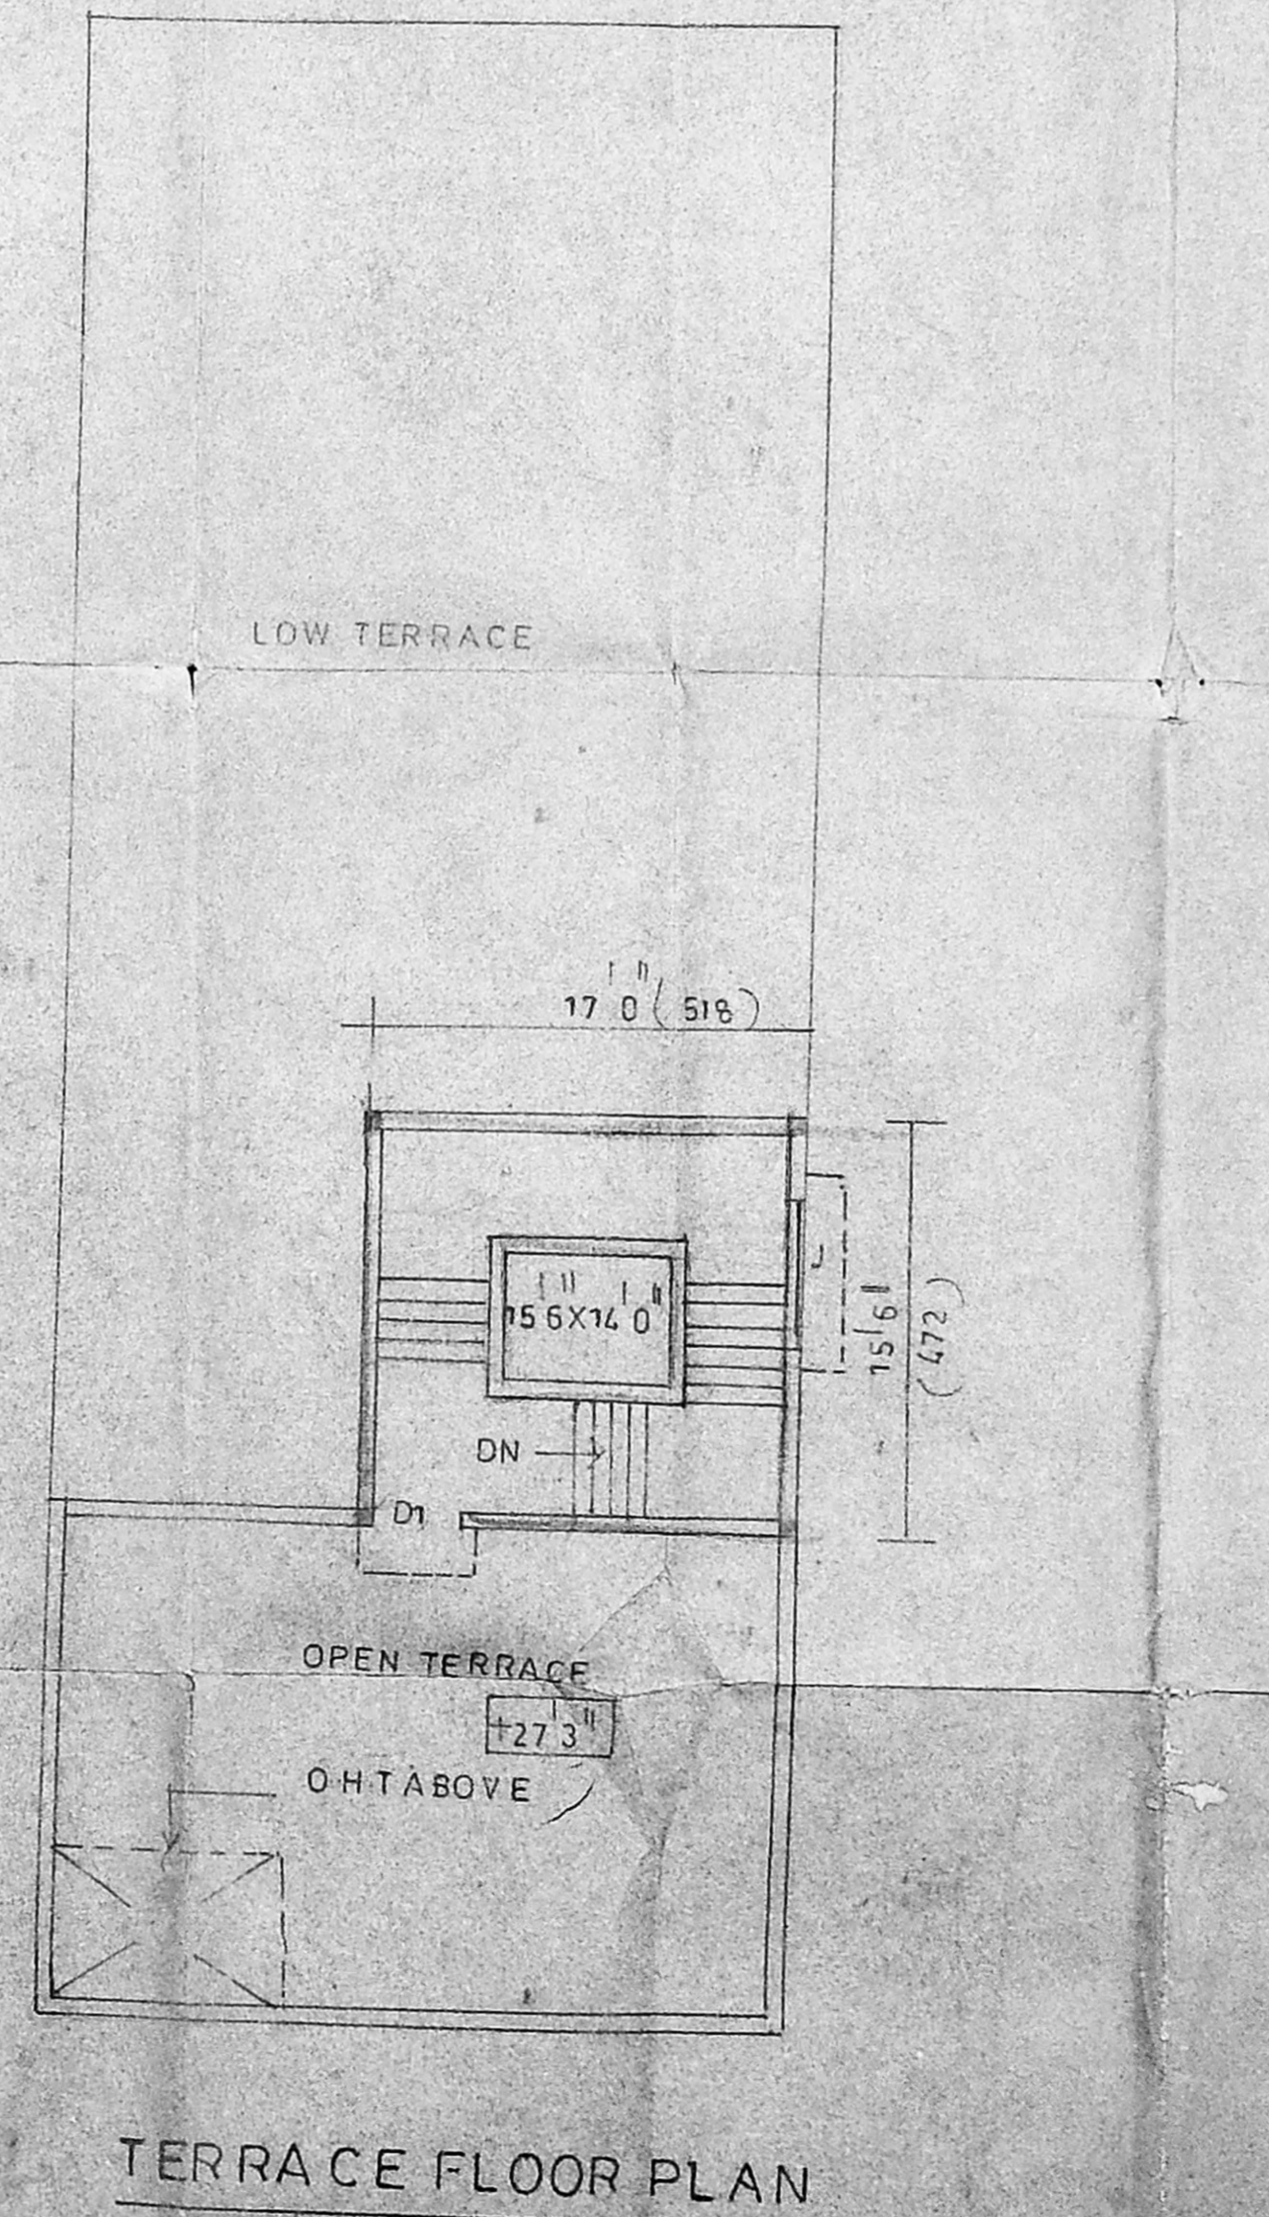 LOW TERRACE
17'0" (518)
15'6"X14'0"
15'6"
(472)
DN
D1
OPEN TERRACE
+27'3"
O.H.T ABOVE
TERRACE FLOOR PLAN